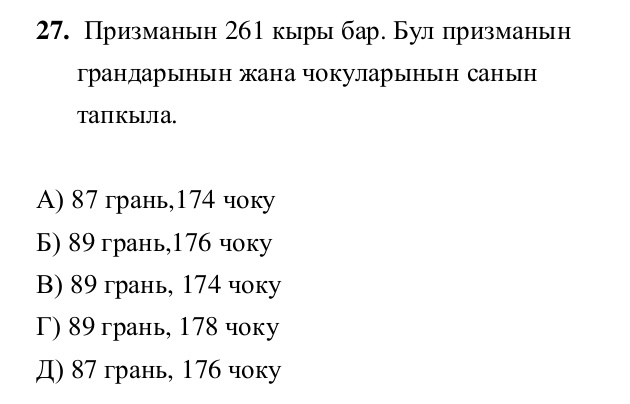 27. Призманын 261 кыры бар. Бул призманын
грандарынын жана чокуларынын санын
тапкыла.
А) 87 грань,174 чоку
Б) 89 грань,176 чоку
В) 89 грань, 174 чоку
Г) 89 грань, 178 чоку
Д) 87 грань, 176 чоку